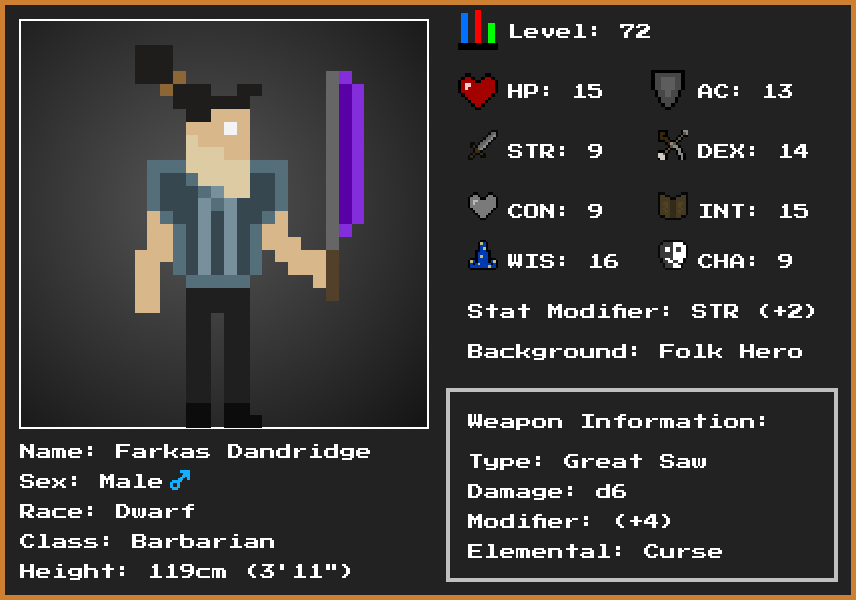 Level: 72
HP: 15
AC: 13
STR: 9
DEX: 14
CON: 9
INT: 15
WIS: 16
CHA: 9
Stat Modifier: STR (+2)
Background: Folk Hero
Weapon Information:
Type: Great Saw
Damage: d6
Modifier: (+4)
Elemental: Curse
Name: Farkas Dandridge
Sex: Male ♂
Race: Dwarf
Class: Barbarian
Height: 119cm (3'11")